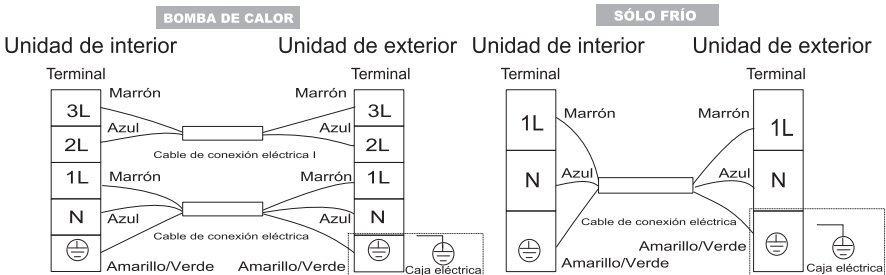 BOMBA DE CALOR
Unidad de interior
Unidad de exterior
Terminal
Terminal
Marrón
Marrón
3L
3L
Azul
Azul
2L
2L
Cable de conexión eléctrica I
1L
Marrón
Marrón
1L
N
Azul
Azul
N
Cable de conexión eléctrica
Amarillo/Verde
Amarillo/Verde
Caja eléctrica
SÓLO FRÍO
Unidad de interior
Unidad de exterior
Terminal
Terminal
Marrón
Marrón
1L
1L
Azul
Azul
N
N
Cable de conexión eléctrica
Amarillo/Verde
Caja eléctrica